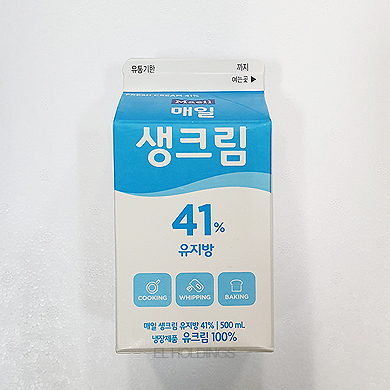 유통기한 까지
여는곳 ▶
FRESH CREAM 41%
Maeil
매일
생크림
41%
유지방
COOKING WHIPPING BAKING
매일 생크림 유지방 41% | 500 mL
냉장제품 유크림 100%
EL HOLDINGS